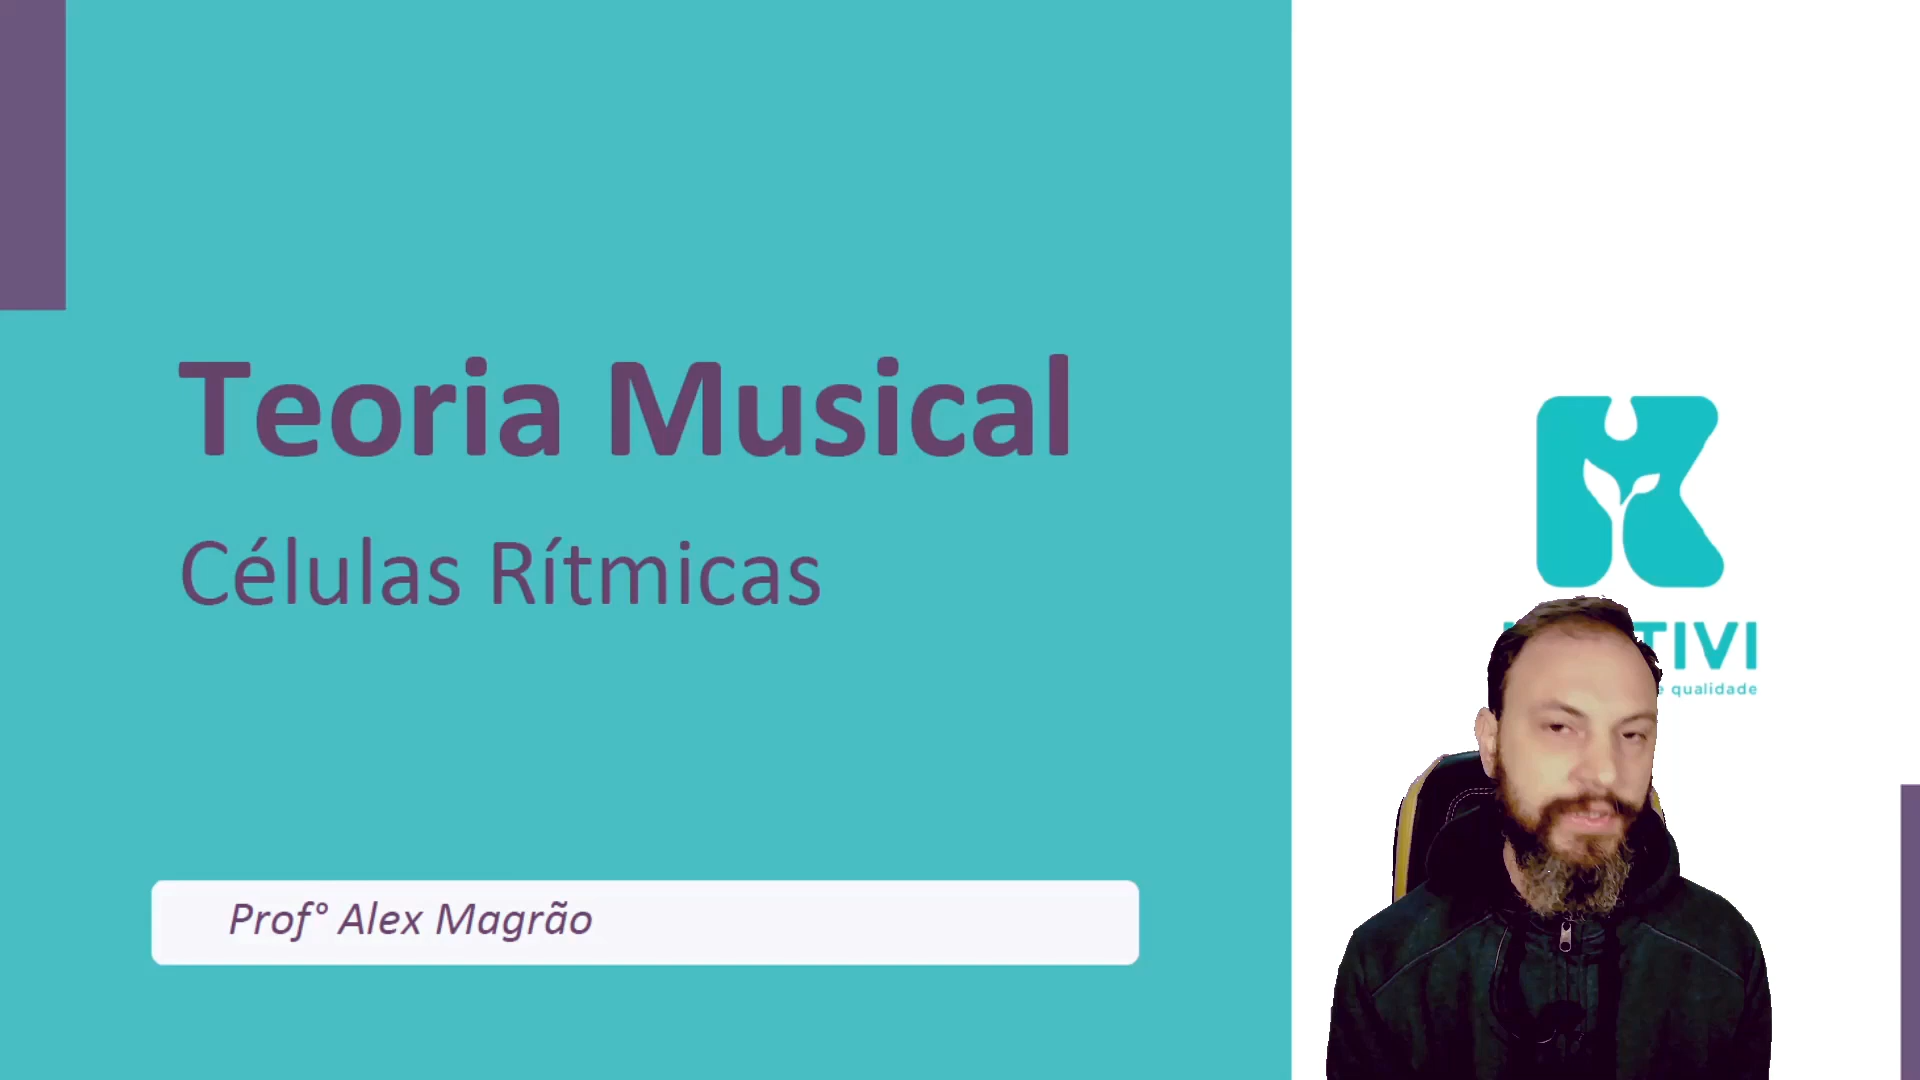 Teoria Musical
Células Rítmicas
TIVI
qualidade
Prof° Alex Magrão